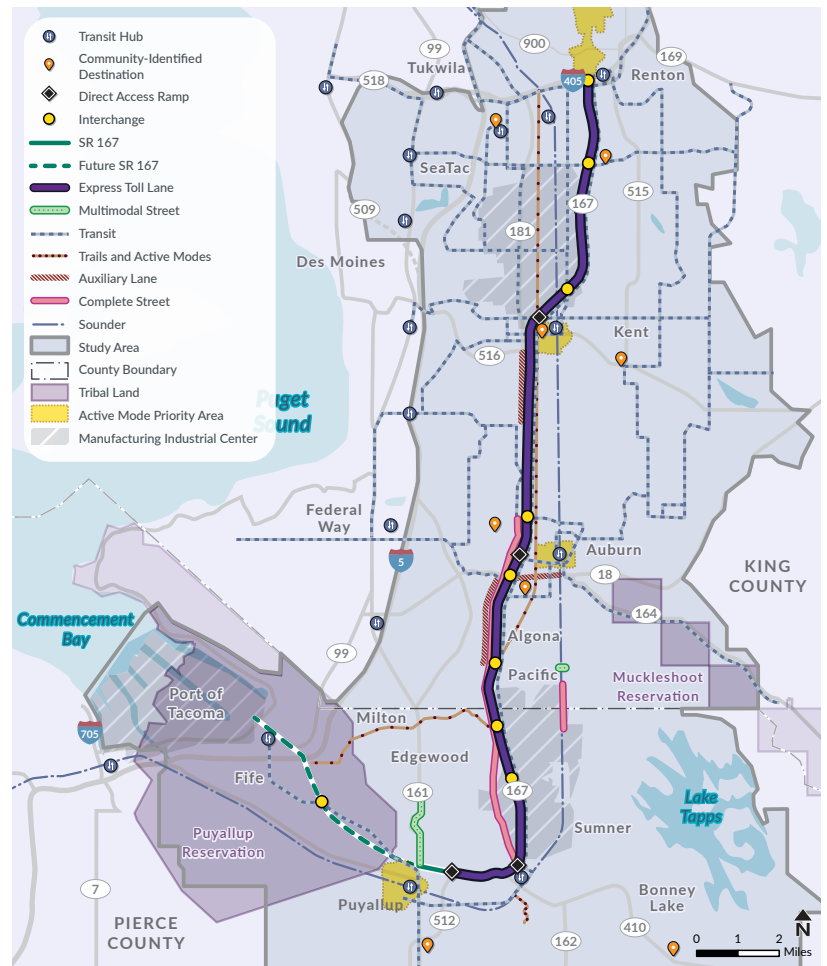 Transit Hub
Community-Identified
Destination
Direct Access Ramp
Interchange
SR 167
Future SR 167
Express Toll Lane
Multimodal Street
Transit
Trails and Active Modes
Auxiliary Lane
Complete Street
Sounder
Study Area
County Boundary
Tribal Land
Active Mode Priority Area
Manufacturing Industrial Center
99
900
169
Tukwila
Renton
518
405
SeaTac
509
515
167
181
Des Moines
Kent
516
Puget
Sound
Federal
Way
5
Auburn
18
KING
COUNTY
164
Commencement
Bay
Algona
99
Pacific
Muckleshoot
Reservation
Port of
Tacoma
Milton
705
Edgewood
Fife
161
167
Lake
Tapps
Puyallup
Reservation
Sumner
7
Puyallup
Bonney
Lake
512
410
162
PIERCE
COUNTY
N
0 1 2
Miles